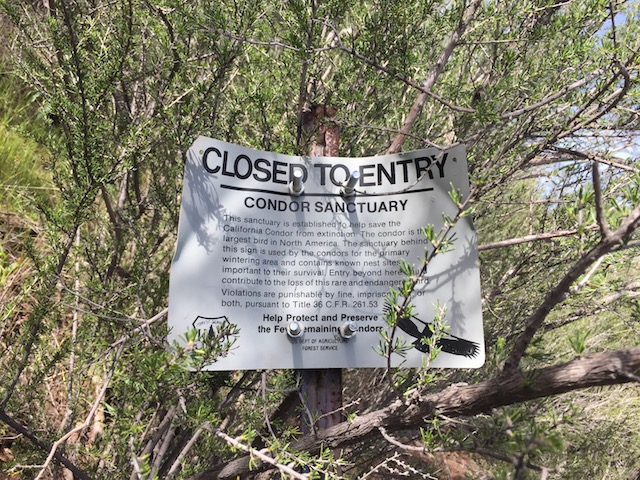 CLOSED TO ENTRY
CONDOR SANCTUARY
This sanctuary is established to help save the
California Condor from extinction. The condor is the
largest bird in North America. The sanctuary behind
this sign is used by the condors for the primary
wintering area and contains known nest sites
important to their survival. Entry beyond here
contribute to the loss of this rare and endangered bird.
Violations are punishable by fine, imprisonment or
both, pursuant to Title 36 C.F.R. 261.53
Help Protect and Preserve
the Few Remaining Condors
DEPT OF AGRICULTURE
FOREST SERVICE